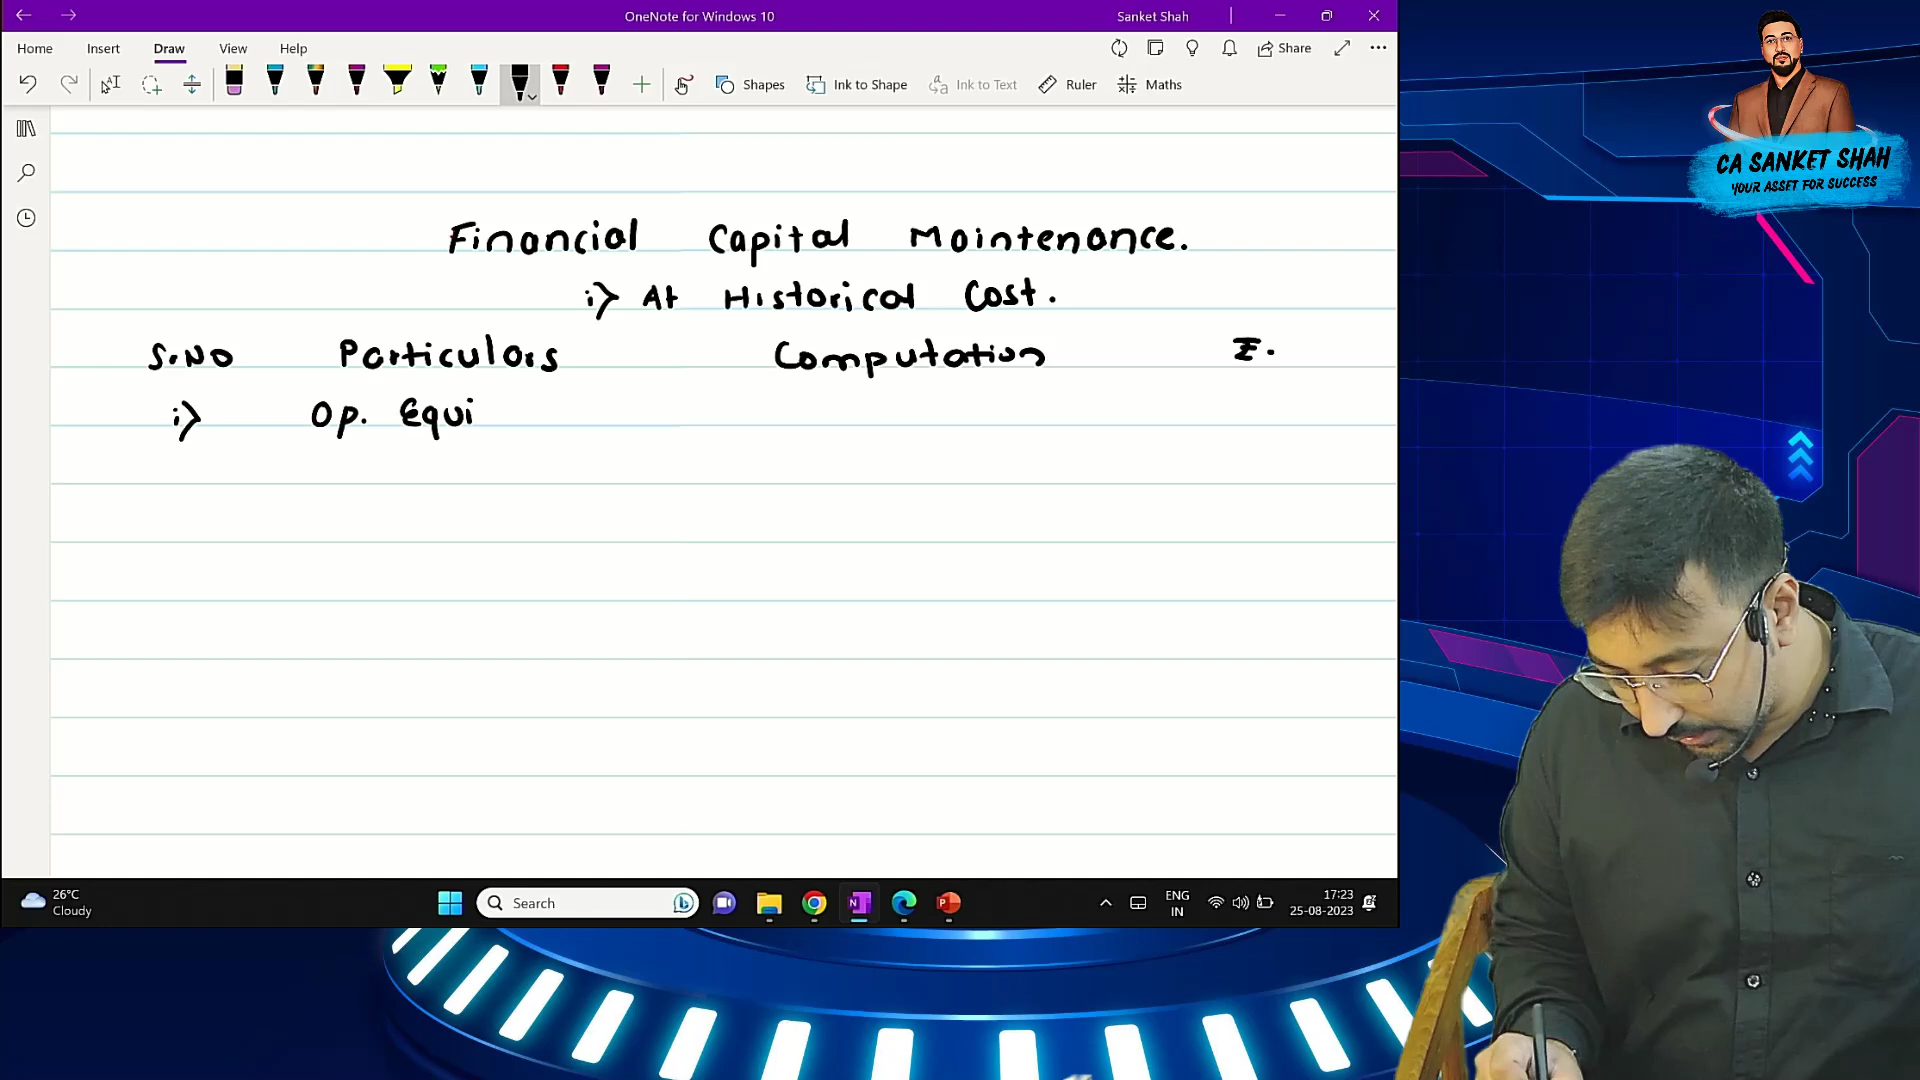 OneNote for Windows 10
Sanket Shah
Home Insert Draw View Help
Share
Shapes Ink to Shape Ink to Text Ruler Maths
CA SANKET SHAH
YOUR ASSET FOR SUCCESS
Financial Capital Maintenance.
i) At Historical Cost.
S.No Particulars Computation ₹.
i) Op. Equi
26°C
Cloudy
Search
ENG
IN
17:23
25-08-2023